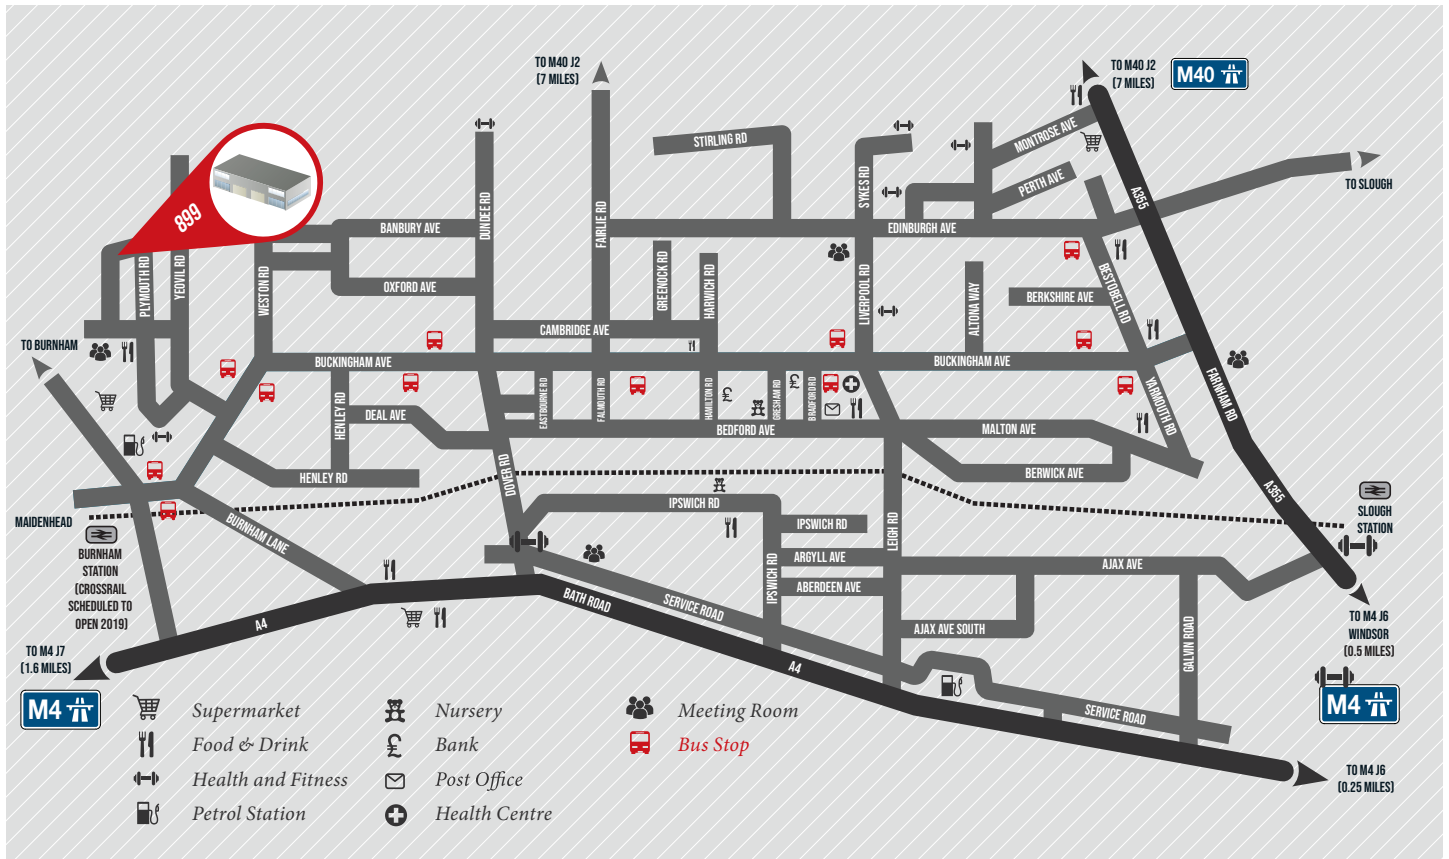 TO M40 J2
(7 MILES)
TO M40 J2
(7 MILES)
M40
899
STIRLING RD
MONTROSE AVE
PERTH AVE
A355
TO SLOUGH
SYKES RD
DUNDEE RD
FAIRLIE RD
BANBURY AVE
EDINBURGH AVE
PLYMOUTH RD
YEOVIL RD
WESTON RD
OXFORD AVE
GREENOCK RD
HARWICH RD
LIVERPOOL RD
ALTONA WAY
BERKSHIRE AVE
BESTOBELL RD
CAMBRIDGE AVE
TO BURNHAM
BUCKINGHAM AVE
BUCKINGHAM AVE
FARNHAM RD
YARMOUTH RD
HENLEY RD
DEAL AVE
EASTBOURNE RD
FALMOUTH RD
HAMILTON RD
GRESHAM RD
BRADFORD RD
BEDFORD AVE
MALTON AVE
BERWICK AVE
HENLEY RD
DOVER RD
A355
MAIDENHEAD
BURNHAM
STATION
(CROSSRAIL
SCHEDULED TO
OPEN 2019)
BURNHAM LANE
IPSWICH RD
IPSWICH RD
IPSWICH RD
LEIGH RD
ARGYLL AVE
ABERDEEN AVE
AJAX AVE
SLOUGH
STATION
BATH ROAD
SERVICE ROAD
A4
AJAX AVE SOUTH
GALVIN ROAD
TO M4 J6
WINDSOR
(0.5 MILES)
TO M4 J7
(1.6 MILES)
M4
A4
M4
SERVICE ROAD
TO M4 J6
(0.25 MILES)
Supermarket
Food & Drink
Health and Fitness
Petrol Station
Nursery
Bank
Post Office
Health Centre
Meeting Room
Bus Stop